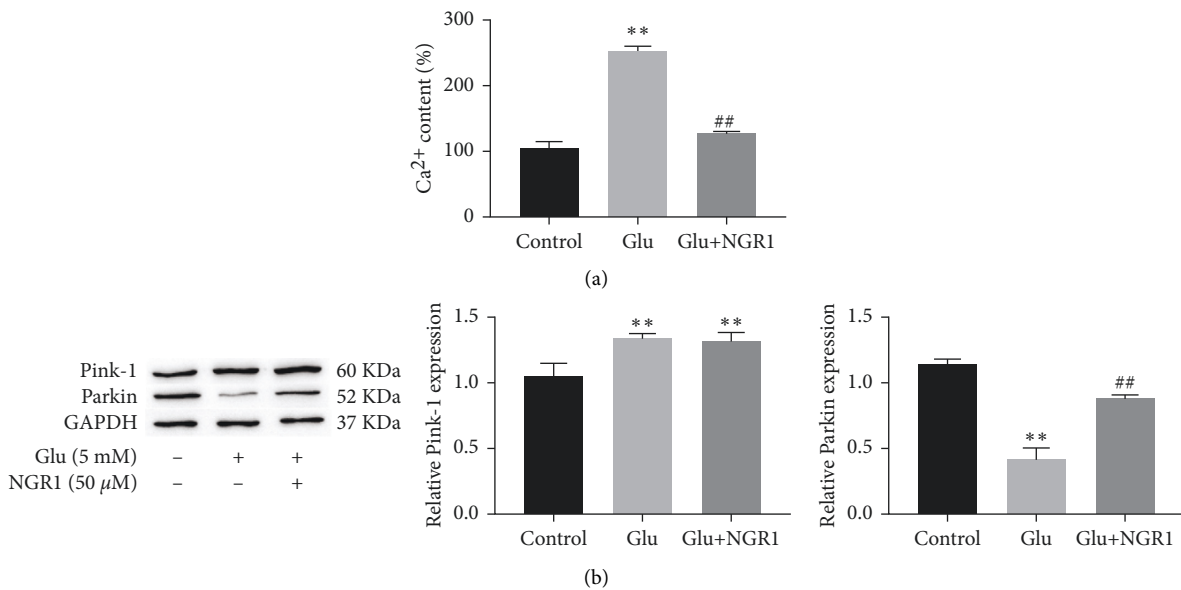 300
200
100
0
Ca²⁺ content (%)
**
##
Control Glu Glu+NGR1
(a)
Pink-1 60 KDa
Parkin 52 KDa
GAPDH 37 KDa
Glu (5 mM) – + +
NGR1 (50 μM) – – +
1.5
1.0
0.5
0.0
Relative Pink-1 expression
** **
Control Glu Glu+NGR1
1.5
1.0
0.5
0.0
Relative Parkin expression
**
##
Control Glu Glu+NGR1
(b)